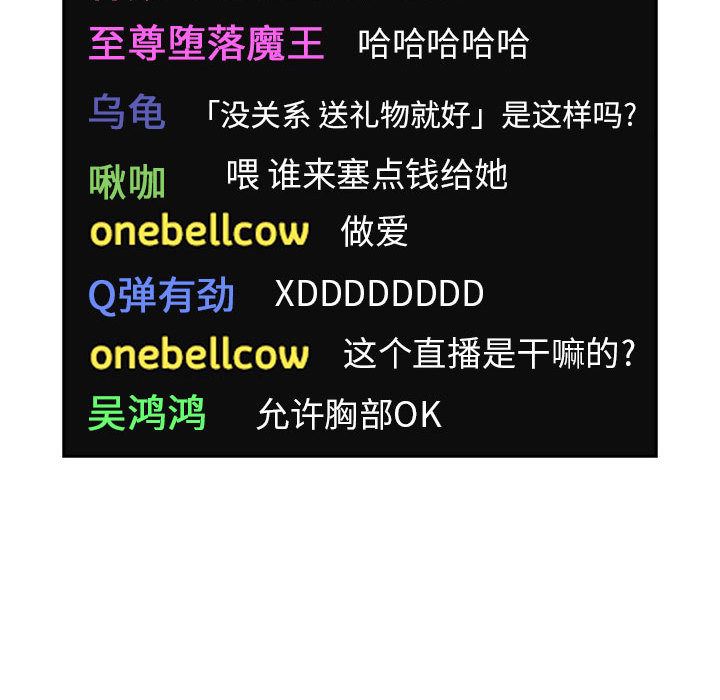 至尊堕落魔王 哈哈哈哈哈
乌龟 「没关系 送礼物就好」是这样吗?
啾咖 喂 谁来塞点钱给她
onebellcow 做爱
Q弹有劲 XDDDDDDDD
onebellcow 这个直播是干嘛的?
吴鸿鸿 允许胸部OK